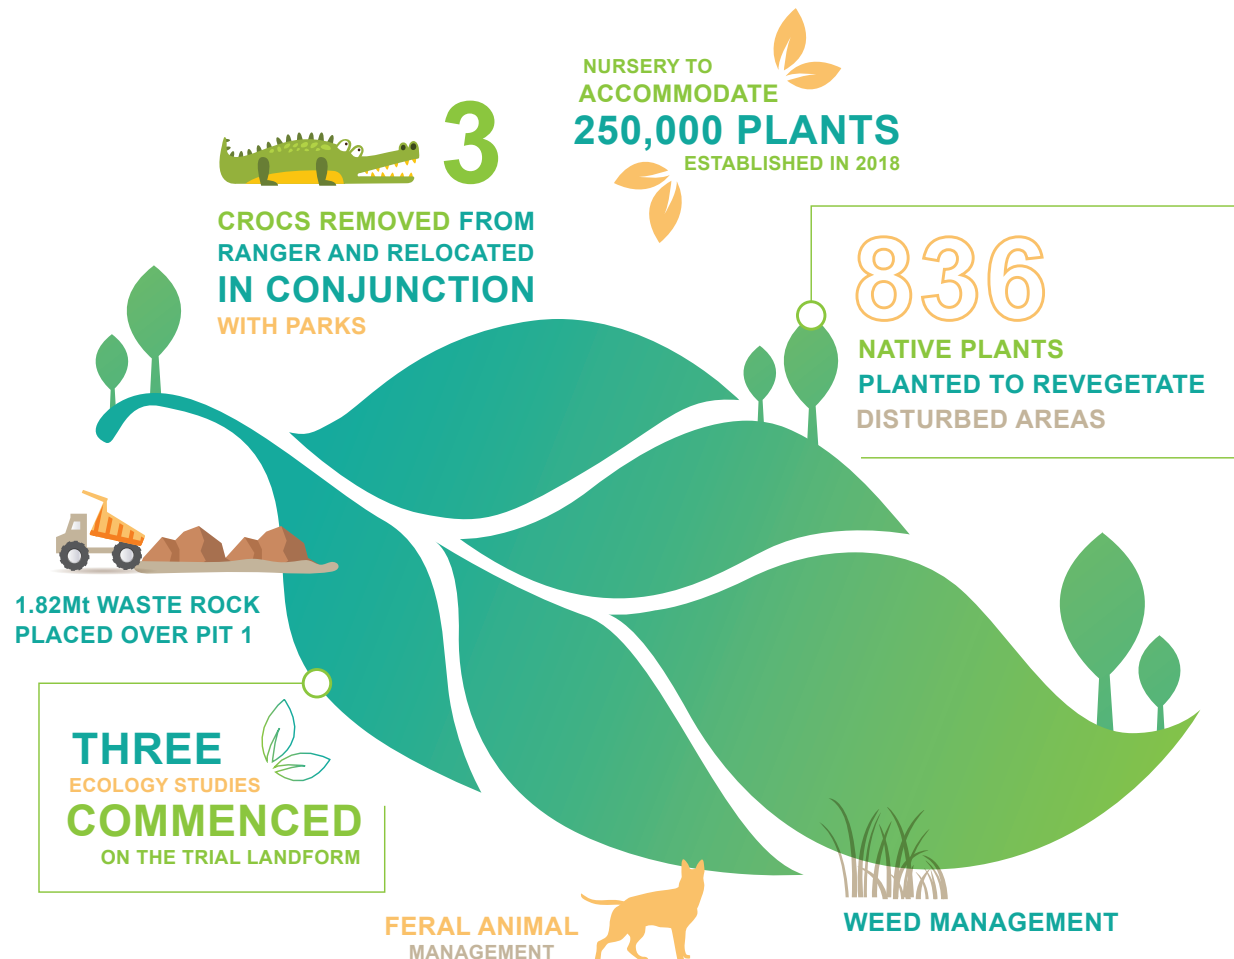 NURSERY TO
ACCOMMODATE
250,000 PLANTS
ESTABLISHED IN 2018
3
CROCS REMOVED FROM
RANGER AND RELOCATED
IN CONJUNCTION
WITH PARKS
836
NATIVE PLANTS
PLANTED TO REVEGETATE
DISTURBED AREAS
1.82Mt WASTE ROCK
PLACED OVER PIT 1
THREE
ECOLOGY STUDIES
COMMENCED
ON THE TRIAL LANDFORM
FERAL ANIMAL
MANAGEMENT
WEED MANAGEMENT